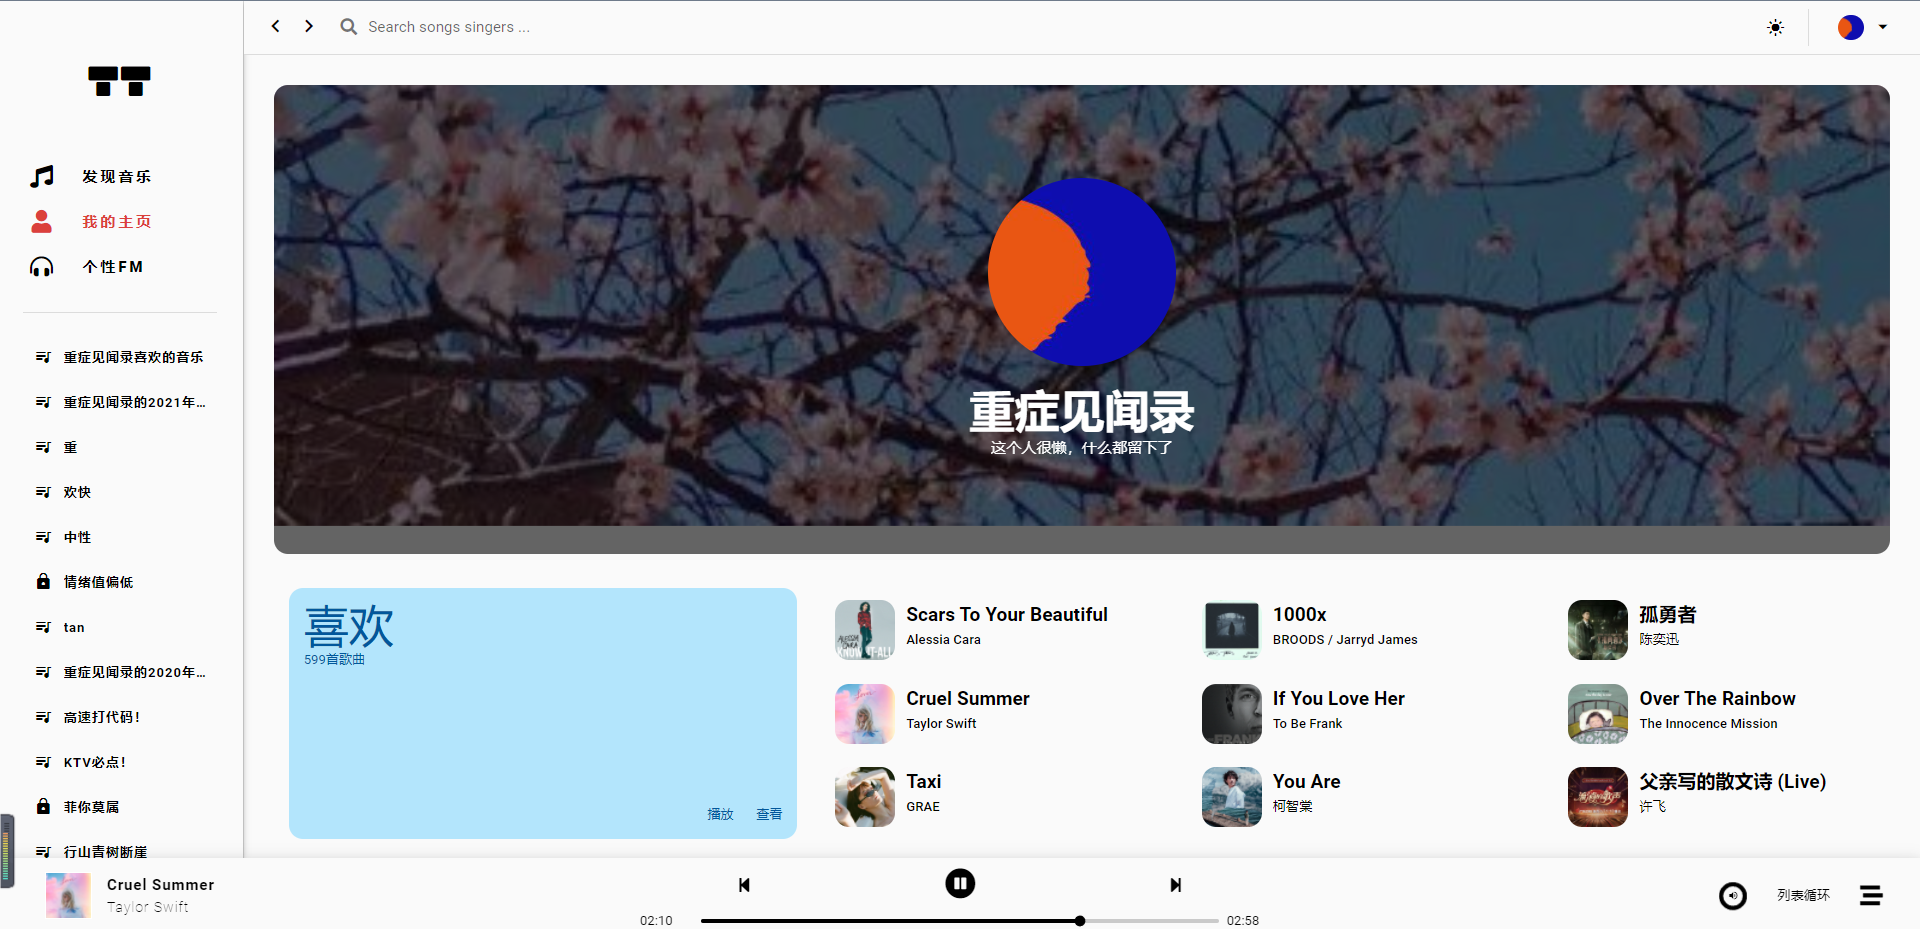 Search songs singers ...
发现音乐
我的主页
个性FM
重症见闻录喜欢的音乐
重症见闻录的2021年...
重
欢快
中性
情绪值偏低
tan
重症见闻录的2020年...
高速打代码！
KTV必点！
菲你莫属
行山青树断崖
重症见闻录
这个人很懒，什么都留下了
喜欢
599首歌曲
播放 查看
Scars To Your Beautiful
Alessia Cara
1000x
BROODS / Jarryd James
孤勇者
陈奕迅
Cruel Summer
Taylor Swift
If You Love Her
To Be Frank
Over The Rainbow
The Innocence Mission
Taxi
GRAE
You Are
柯智棠
父亲写的散文诗 (Live)
许飞
Cruel Summer
Taylor Swift
02:10
02:58
列表循环